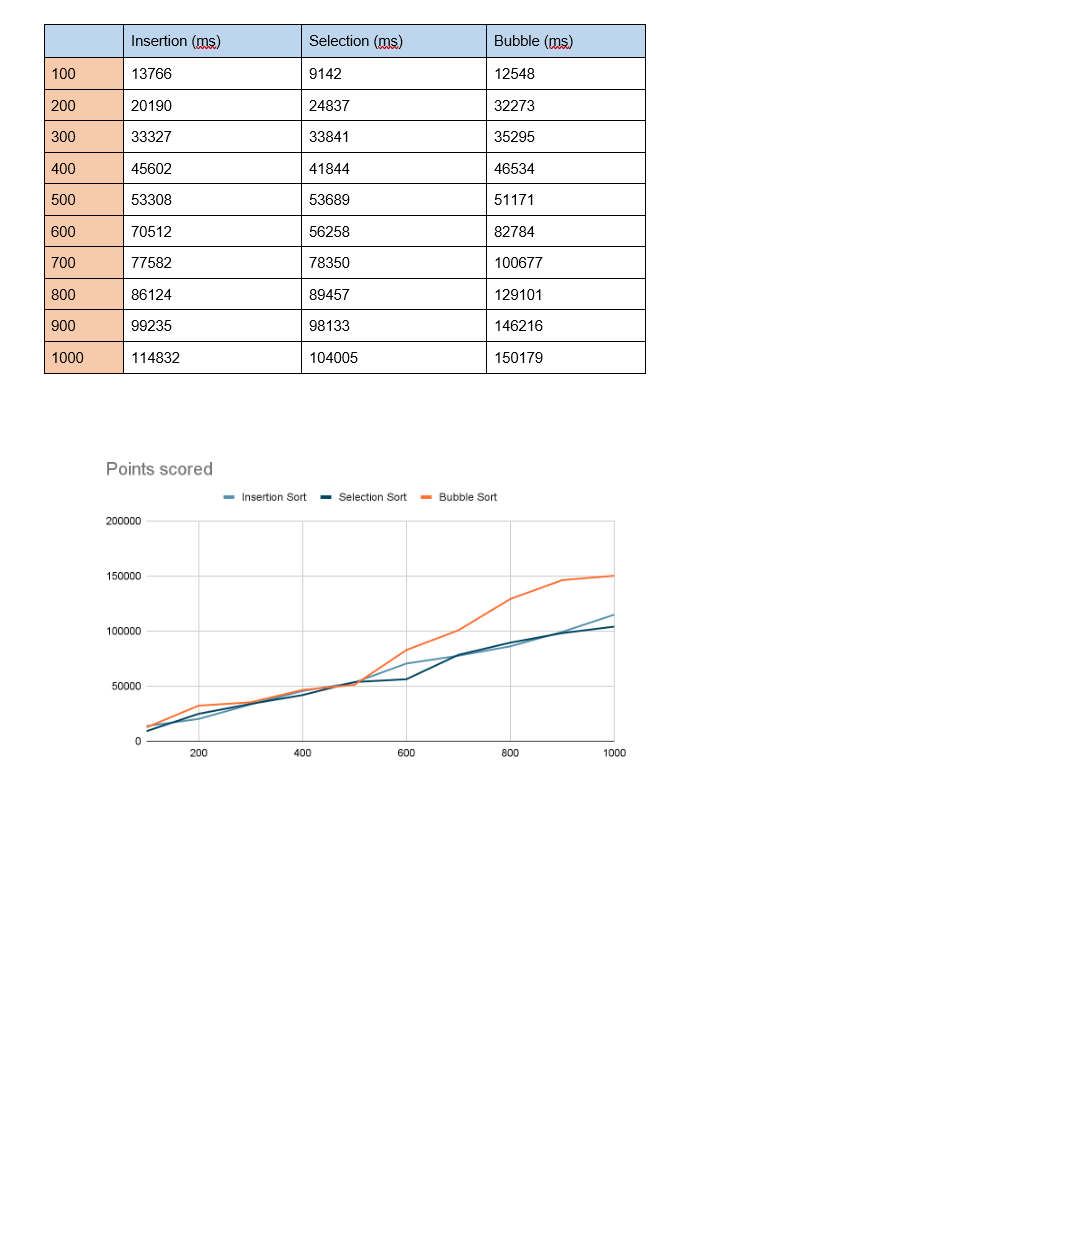 Insertion (ms) Selection (ms) Bubble (ms)
100 13766 9142 12548
200 20190 24837 32273
300 33327 33841 35295
400 45602 41844 46534
500 53308 53689 51171
600 70512 56258 82784
700 77582 78350 100677
800 86124 89457 129101
900 99235 98133 146216
1000 114832 104005 150179
Points scored
Insertion Sort Selection Sort Bubble Sort
200000
150000
100000
50000
0
200 400 600 800 1000